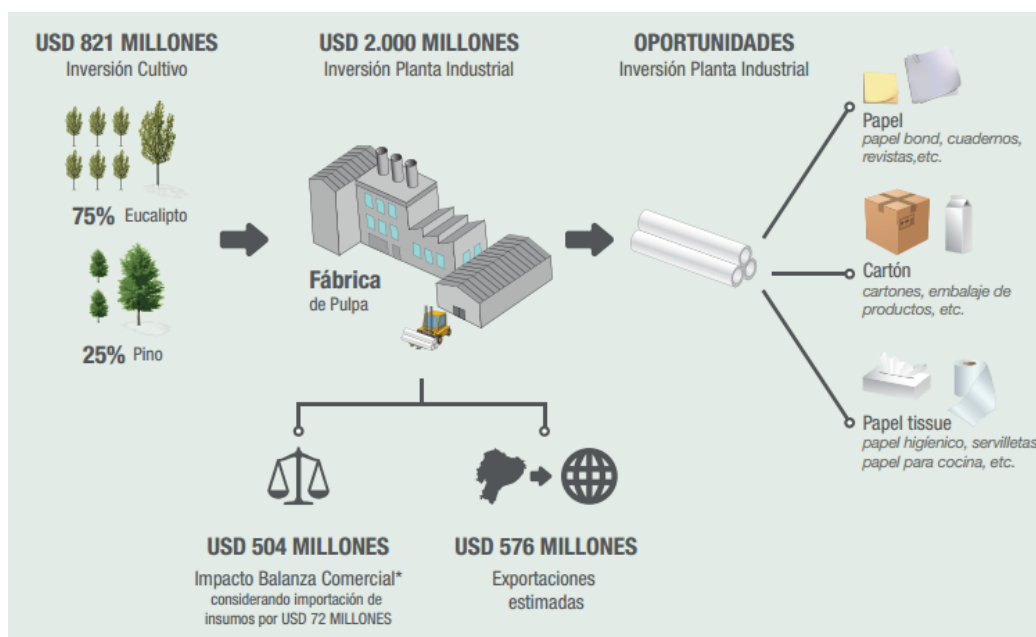 USD 821 MILLONES
Inversión Cultivo
75% Eucalipto
25% Pino
USD 2.000 MILLONES
Inversión Planta Industrial
Fábrica
de Pulpa
OPORTUNIDADES
Inversión Planta Industrial
Papel
papel bond, cuadernos,
revistas,etc.
Cartón
cartones, embalaje de
productos, etc.
Papel tissue
papel higíenico, servilletas
papel para cocina, etc.
USD 504 MILLONES
Impacto Balanza Comercial*
considerando importación de
insumos por USD 72 MILLONES
USD 576 MILLONES
Exportaciones
estimadas